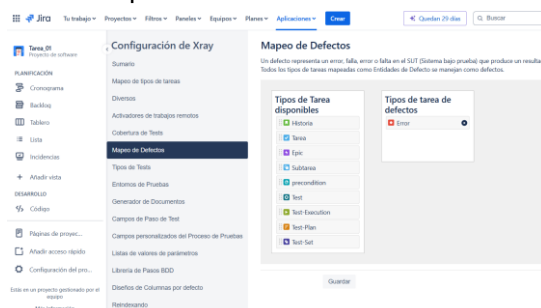 Jira
Tu trabajo
Proyectos
Filtros
Paneles
Equipos
Planes
Aplicaciones
Crear
Quedan 29 días
Buscar
Tarea_01
Proyecto de software
PLANIFICACIÓN
Cronograma
Backlog
Tablero
Lista
Incidencias
Añadir vista
DESARROLLO
Código
Páginas de proyec...
Añadir acceso rápido
Configuración del pro...
Estás en un proyecto gestionado por el
equipo
Más información
Configuración de Xray
Sumario
Mapeo de tipos de tareas
Diversos
Activadores de trabajos remotos
Cobertura de Tests
Mapeo de Defectos
Tipos de Tests
Entornos de Pruebas
Generador de Documentos
Campos de Paso de Test
Campos personalizados del Proceso de Pruebas
Listas de valores de parámetros
Librería de Pasos BDD
Diseños de Columnas por defecto
Reindexando
Mapeo de Defectos
Un defecto representa un error, falla, error o falta en el SUT (Sistema bajo prueba) que produce un resulta
Todos los tipos de tareas mapeadas como Entidades de Defecto se manejan como defectos.
Tipos de Tarea
disponibles
Historia
Tarea
Epic
Subtarea
precondition
Test
Test-Execution
Test-Plan
Test-Set
Tipos de tarea de
defectos
Error
Guardar